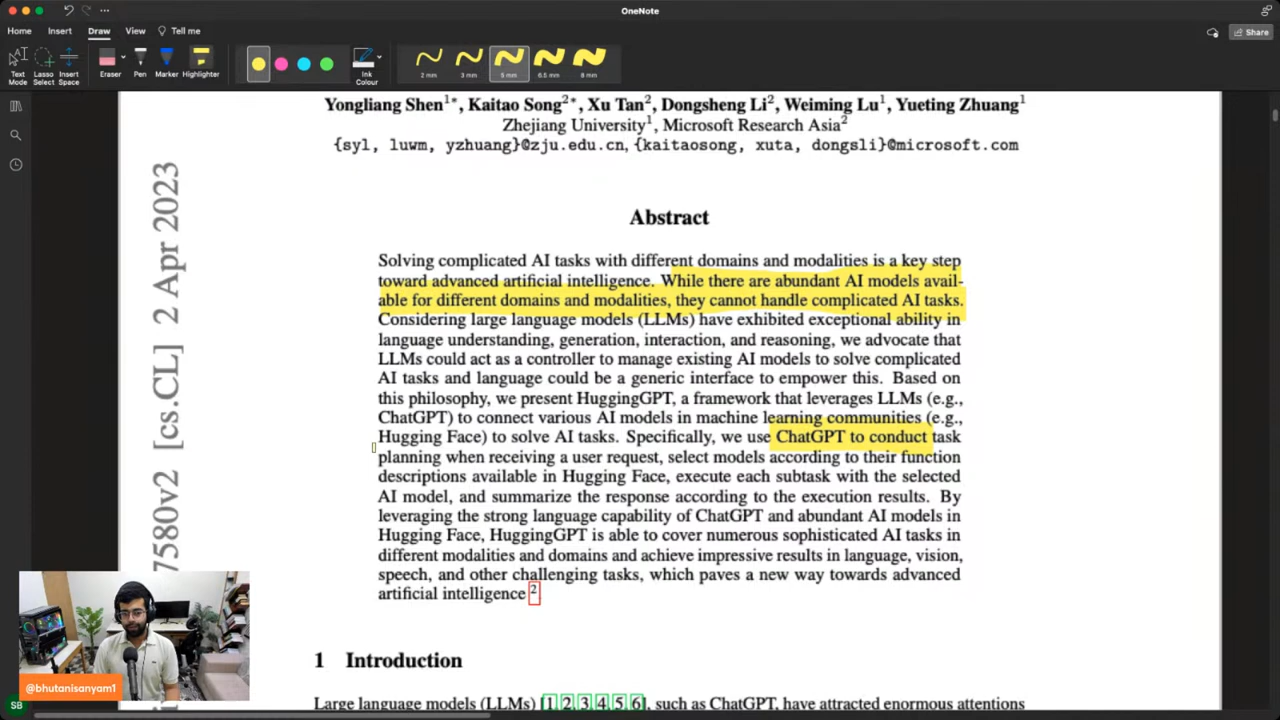 OneNote
Home Insert Draw View Tell me
Share
Text Mode
Lasso Select
Insert Space
Eraser
Pen
Marker
Highlighter
Ink Colour
2 mm
3 mm
5 mm
6.5 mm
8 mm
Yongliang Shen1*, Kaitao Song2*, Xu Tan2, Dongsheng Li2, Weiming Lu1, Yueting Zhuang1
Zhejiang University1, Microsoft Research Asia2
{syl, luwm, yzhuang}@zju.edu.cn, {kaitaosong, xuta, dongsli}@microsoft.com
7580v2 [cs.CL] 2 Apr 2023
Abstract
Solving complicated AI tasks with different domains and modalities is a key step
toward advanced artificial intelligence. While there are abundant AI models avail-
able for different domains and modalities, they cannot handle complicated AI tasks.
Considering large language models (LLMs) have exhibited exceptional ability in
language understanding, generation, interaction, and reasoning, we advocate that
LLMs could act as a controller to manage existing AI models to solve complicated
AI tasks and language could be a generic interface to empower this. Based on
this philosophy, we present HuggingGPT, a framework that leverages LLMs (e.g.,
ChatGPT) to connect various AI models in machine learning communities (e.g.,
Hugging Face) to solve AI tasks. Specifically, we use ChatGPT to conduct task
planning when receiving a user request, select models according to their function
descriptions available in Hugging Face, execute each subtask with the selected
AI model, and summarize the response according to the execution results. By
leveraging the strong language capability of ChatGPT and abundant AI models in
Hugging Face, HuggingGPT is able to cover numerous sophisticated AI tasks in
different modalities and domains and achieve impressive results in language, vision,
speech, and other challenging tasks, which paves a new way towards advanced
artificial intelligence 2
1 Introduction
Large language models (LLMs) [1, 2, 3, 4, 5, 6], such as ChatGPT, have attracted enormous attentions
@bhutanisanyam1
SB